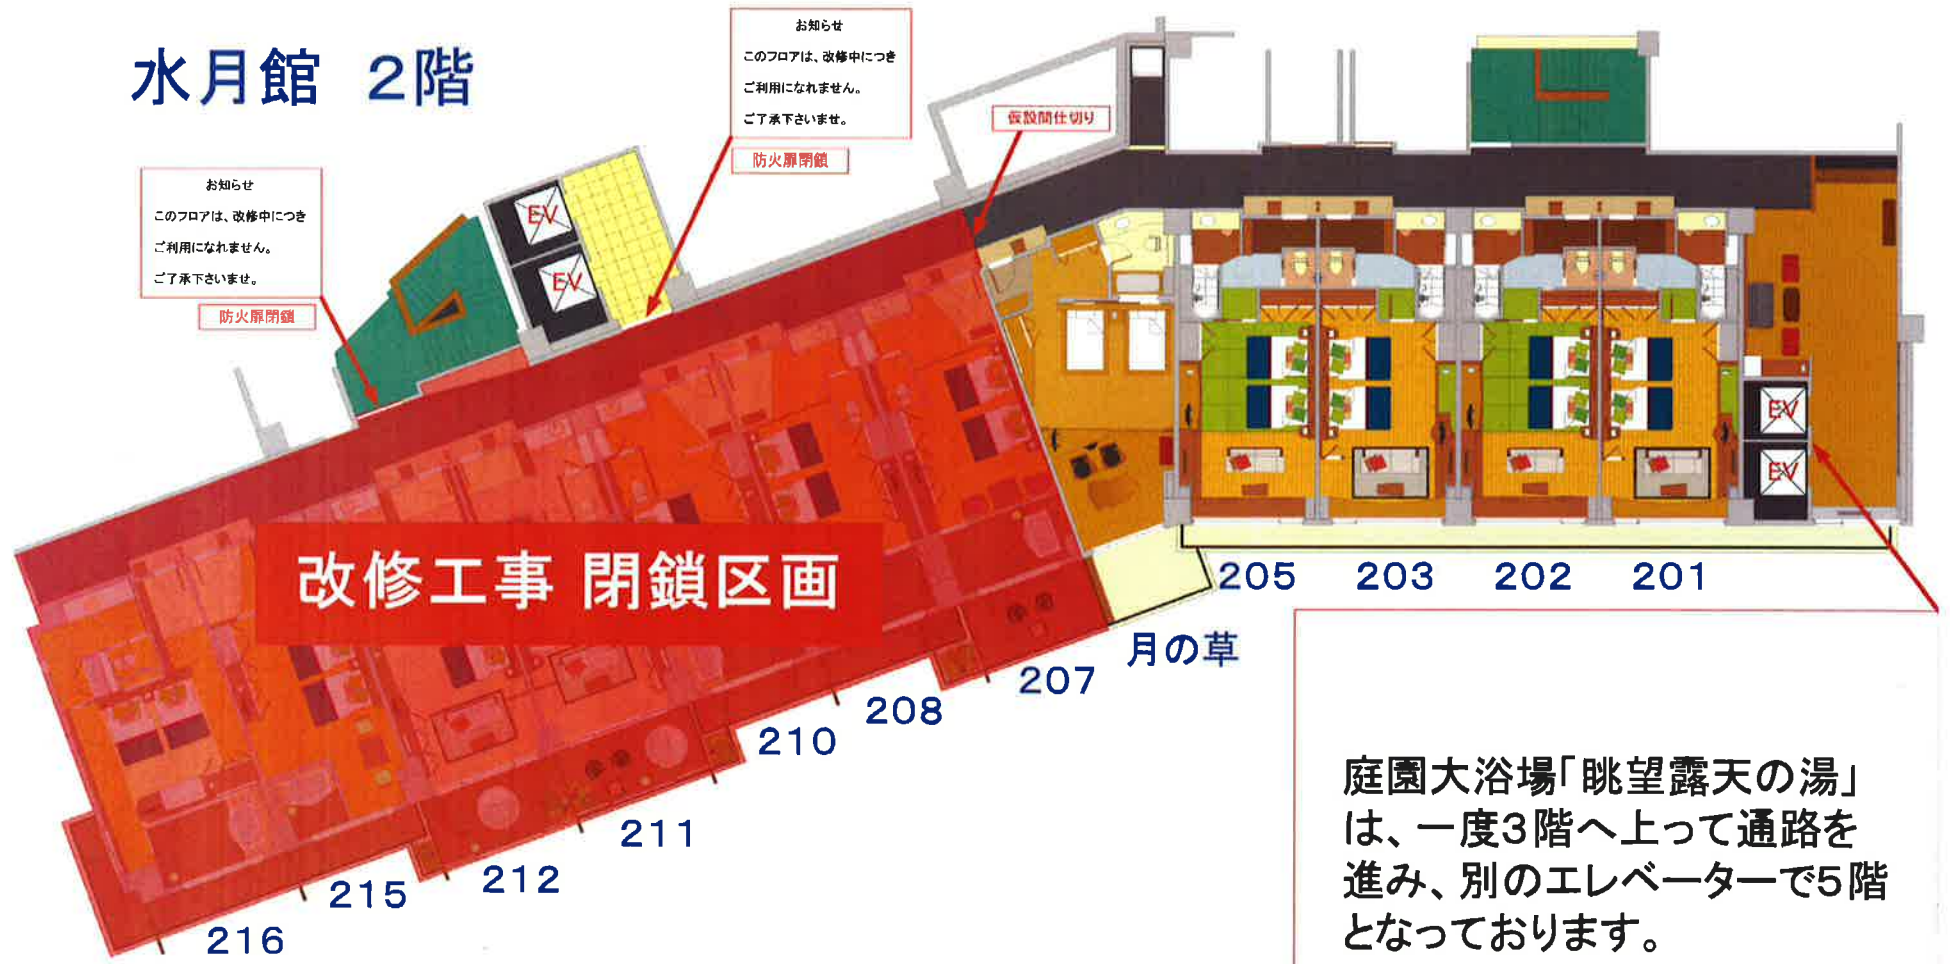 水月館 2階
お知らせ
このフロアは、改修中につき
ご利用になれません。
ご了承下さいませ。
防火扉閉鎖
お知らせ
このフロアは、改修中につき
ご利用になれません。
ご了承下さいませ。
防火扉閉鎖
仮設間仕切り
EV
EV
改修工事 閉鎖区画
EV
EV
205 203 202 201
月の草
207
208
210
211
212
215
216
庭園大浴場「眺望露天の湯」
は、一度3階へ上って通路を
進み、別のエレベーターで5階
となっております。